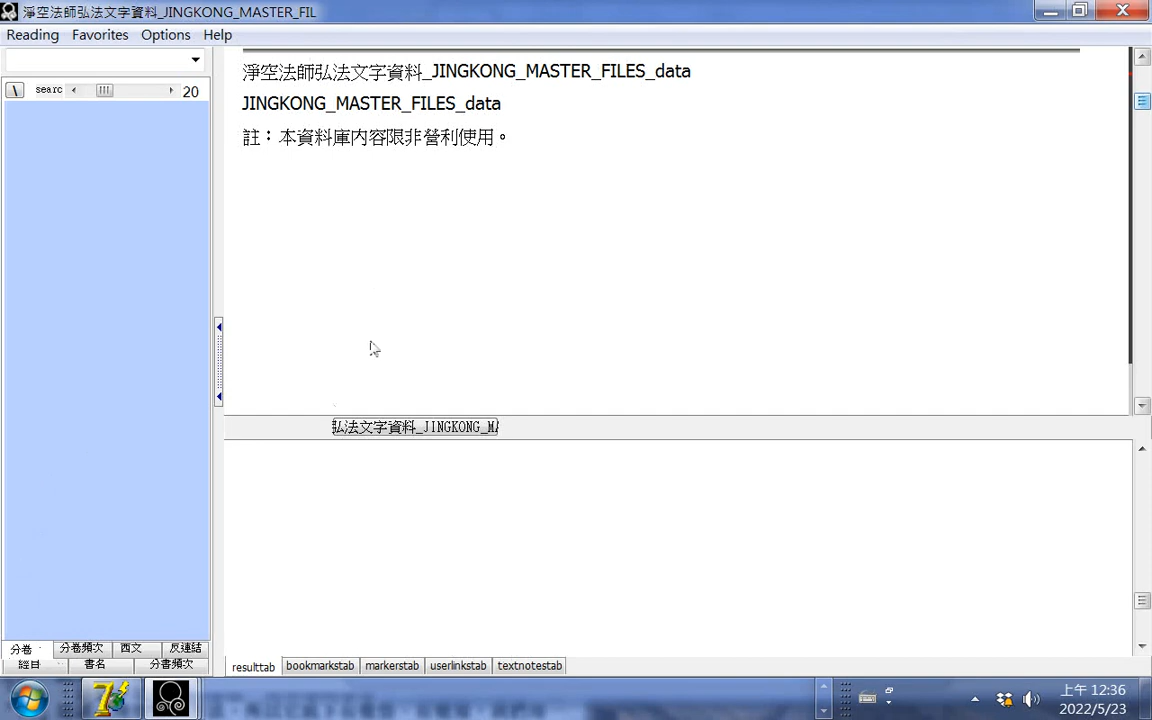 淨空法師弘法文字資料_JINGKONG_MASTER_FIL
Reading Favorites Options Help
searc 20
淨空法師弘法文字資料_JINGKONG_MASTER_FILES_data
JINGKONG_MASTER_FILES_data
註：本資料庫內容限非營利使用。
弘法文字資料_JINGKONG_MA
分卷 分卷頻次 西文 反連結
經目 書名 分書頻次
resulttab bookmarkstab markerstab userlinkstab textnotestab
上午 12:36
2022/5/23